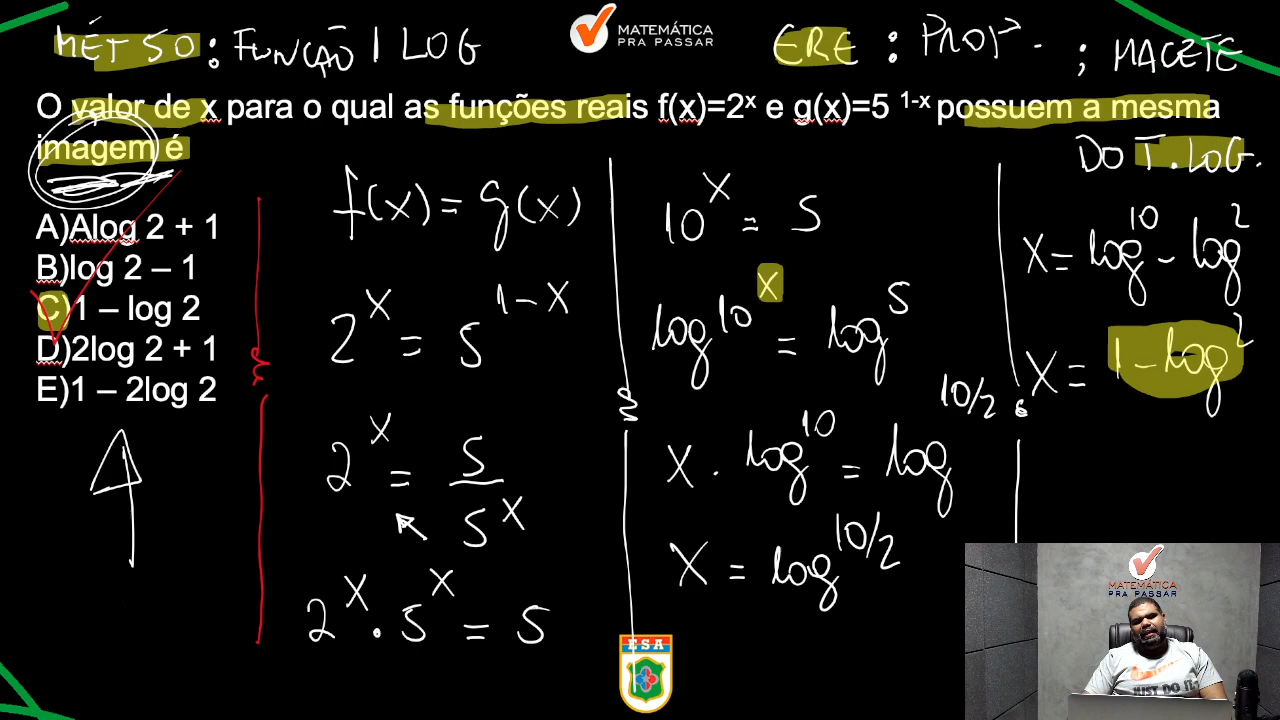 MÉT 50 : FUNÇÃO | LOG
MATEMÁTICA
PRA PASSAR
ERE : PROP. ; MACETE
DO T.LOG.
O valor de x para o qual as funções reais f(x)=2ˣ e g(x)=5 ¹⁻ˣ possuem a mesma
imagem é
A)Alog 2 + 1
B)log 2 – 1
C)1 – log 2
D)2log 2 + 1
E)1 – 2log 2
f(x) = g(x)
2ˣ = 5¹⁻ˣ
2ˣ = 5/5ˣ
2ˣ . 5ˣ = 5
10ˣ = 5
log 10ˣ = log 5
x . log 10 = log 10/2
x = log 10/2
x = log 10 - log 2
x = 1 - log 2
ESA
MATEMÁTICA
PRA PASSAR
JUST DO IT.